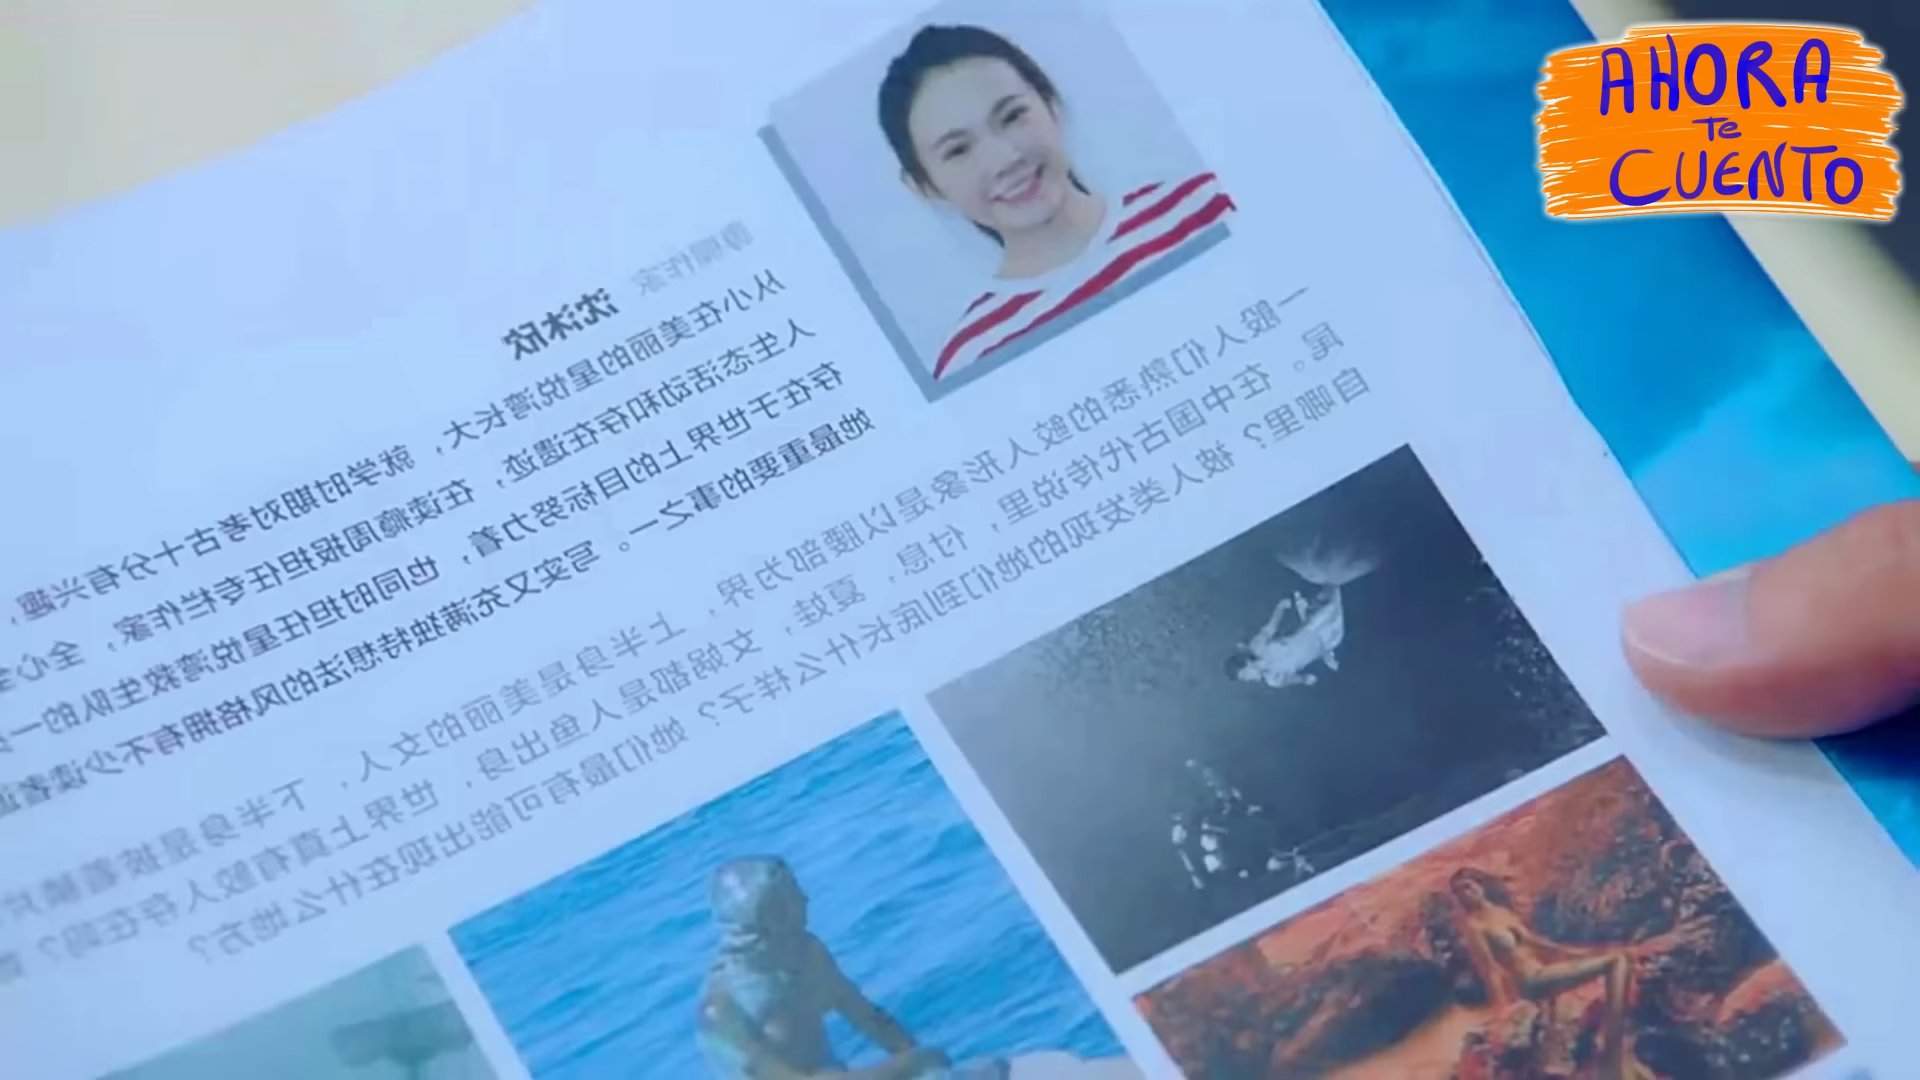 AHORA
TE
CUENTO
专栏作家 沈沐欣
从小在美丽的星悦湾长大，就学时期对考古十分有兴趣，
人生态活动和存在遗迹，在读瘾周报担任专栏作家，全心
存在于世界上的目标努力着，也同时担任星悦湾救生队的一
她最重要的事之一。写实又充满独特想法的风格拥有不少读者
一般人们熟悉的鲛人形象是以腰部为界，上半身是美丽的女人，下半身是披着鳞片
尾。在中国古代传说里，付息，夏娃，女娲都是人鱼出身，世界上真有鲛人存在吗？
自哪里？被人类发现的她们到底长什么样子？她们最有可能出现在什么地方？